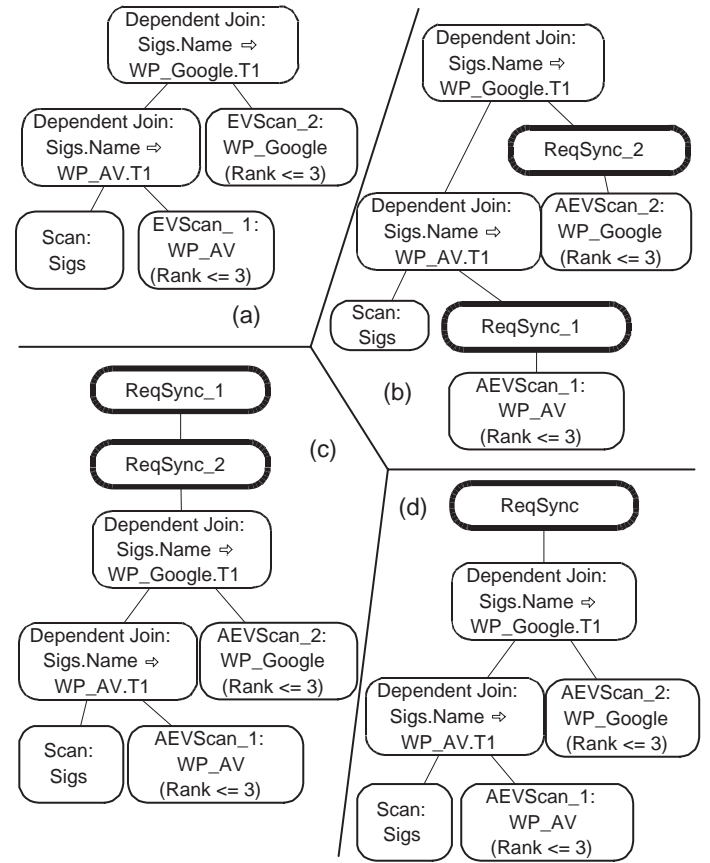 Dependent Join:
Sigs.Name ⇨
WP_Google.T1
Dependent Join:
Sigs.Name ⇨
WP_AV.T1
EVScan_2:
WP_Google
(Rank <= 3)
Scan:
Sigs
EVScan_ 1:
WP_AV
(Rank <= 3)
(a)
Dependent Join:
Sigs.Name ⇨
WP_Google.T1
ReqSync_2
Dependent Join:
Sigs.Name ⇨
WP_AV.T1
AEVScan_2:
WP_Google
(Rank <= 3)
Scan:
Sigs
ReqSync_1
AEVScan_1:
WP_AV
(Rank <= 3)
(b)
ReqSync_1
ReqSync_2
(c)
Dependent Join:
Sigs.Name ⇨
WP_Google.T1
Dependent Join:
Sigs.Name ⇨
WP_AV.T1
AEVScan_2:
WP_Google
(Rank <= 3)
Scan:
Sigs
AEVScan_1:
WP_AV
(Rank <= 3)
(d)
ReqSync
Dependent Join:
Sigs.Name ⇨
WP_Google.T1
Dependent Join:
Sigs.Name ⇨
WP_AV.T1
AEVScan_2:
WP_Google
(Rank <= 3)
Scan:
Sigs
AEVScan_1:
WP_AV
(Rank <= 3)